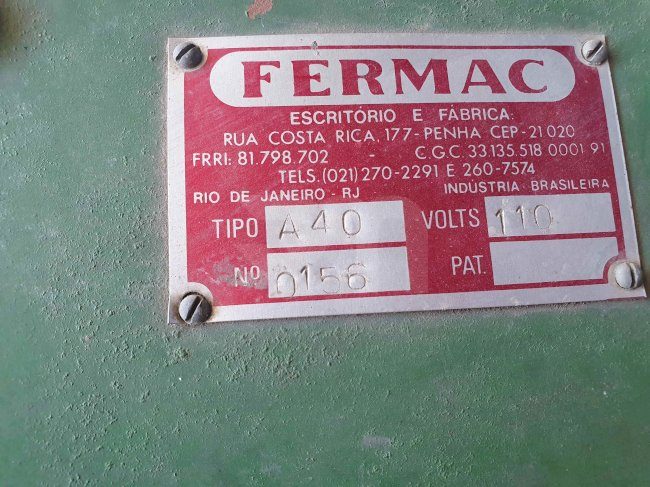 FERMAC
ESCRITÓRIO E FÁBRICA:
RUA COSTA RICA, 177-PENHA CEP-21020
FRRI: 81.798.702 - C.G.C. 33.135.518 0001 91
TELS. (021) 270-2291 E 260-7574
RIO DE JANEIRO - RJ INDÚSTRIA BRASILEIRA
TIPO A40 VOLTS 110
Nº 0156 PAT.